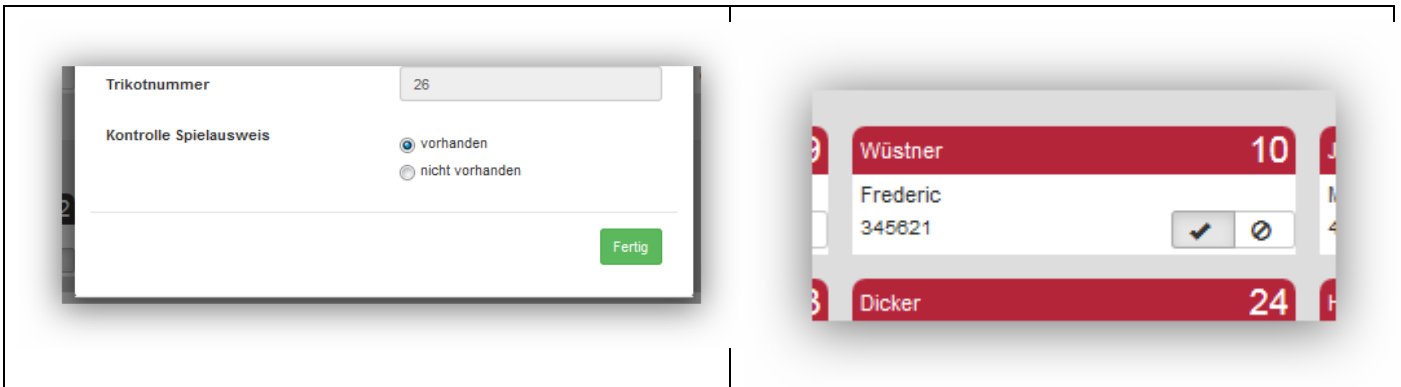 Trikotnummer 26
Kontrolle Spielausweis
vorhanden
nicht vorhanden
Fertig
Wüstner 10
Frederic
345621
Dicker 24